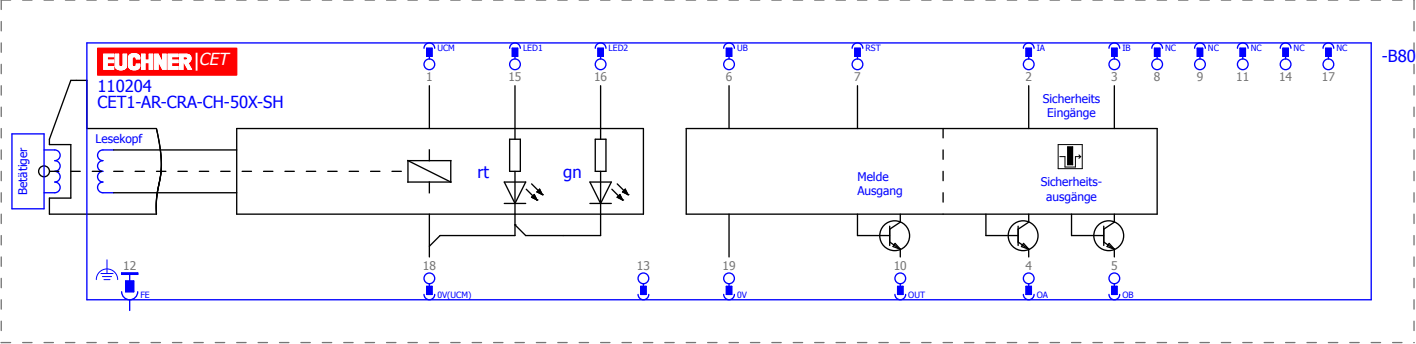 UCM LED1 LED2 UB RST IA IB NC NC NC NC NC
-B80
EUCHNER CET
1 15 16 6 7 2 3 8 9 11 14 17
110204
CET1-AR-CRA-CH-50X-SH
Sicherheits
Eingänge
Lesekopf
Betätiger
rt
gn
Melde
Ausgang
Sicherheits-
ausgänge
12 18 13 19 10 4 5
FE 0V(UCM) 0V OUT OA OB